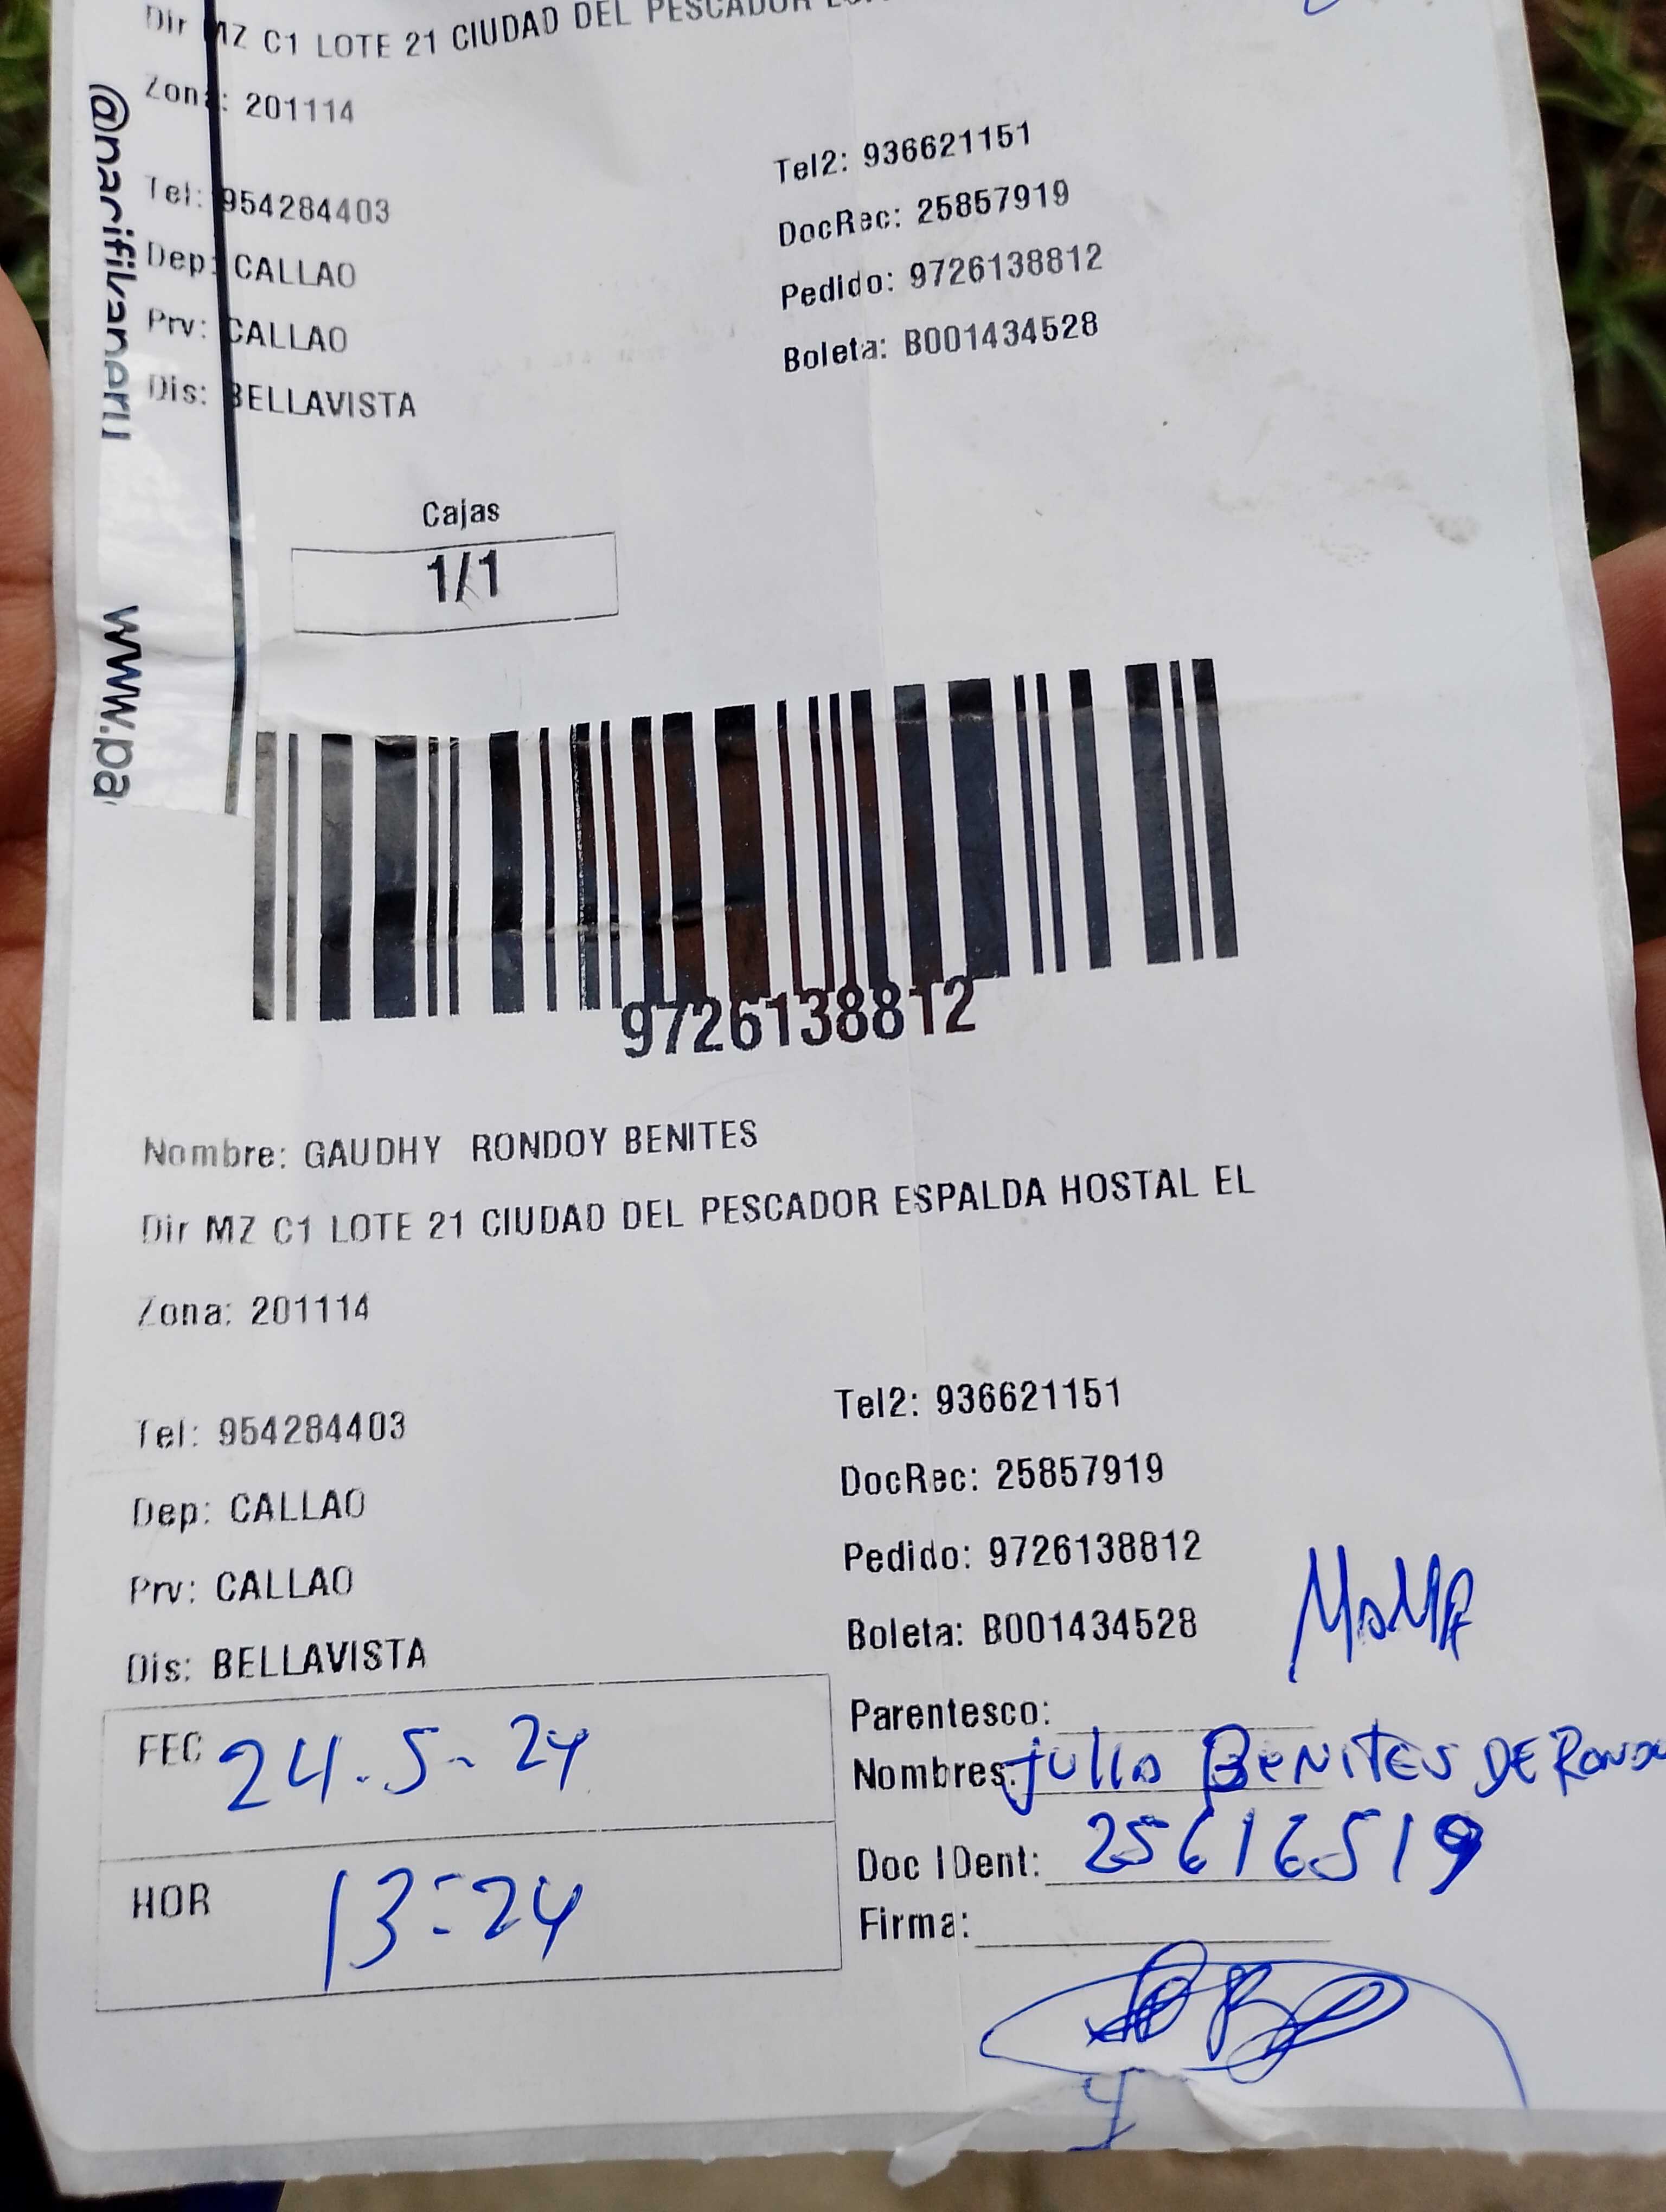 Dir MZ C1 LOTE 21 CIUDAD DEL PESCADOR
Zona: 201114
Tel: 954284403
Tel2: 936621151
Dep: CALLAO
DocRec: 25857919
Prv: CALLAO
Pedido: 9726138812
Dis: BELLAVISTA
Boleta: B001434528
@pacifikaperu
www.pa
Cajas
1/1
9726138812
Nombre: GAUDHY RONDOY BENITES
Dir MZ C1 LOTE 21 CIUDAD DEL PESCADOR ESPALDA HOSTAL EL
Zona: 201114
Tel: 954284403
Tel2: 936621151
Dep: CALLAO
DocRec: 25857919
Prv: CALLAO
Pedido: 9726138812
Dis: BELLAVISTA
Boleta: B001434528
MaMA
Parentesco:
FEC 24.5-24
Nombres: julia BENITES DE
HOR 13:24
Doc IDent: 25616519
Firma: